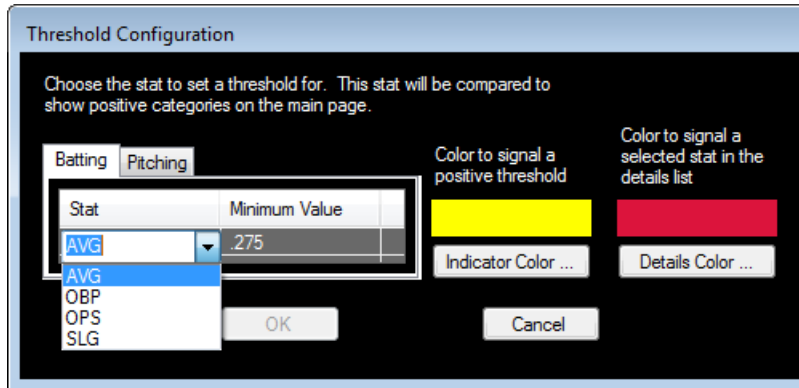 Threshold Configuration
Choose the stat to set a threshold for.  This stat will be compared to
show positive categories on the main page.
Batting
Pitching
Stat
Minimum Value
AVG
.275
AVG
OBP
OPS
SLG
Color to signal a
positive threshold
Indicator Color ...
Color to signal a
selected stat in the
details list
Details Color ...
OK
Cancel